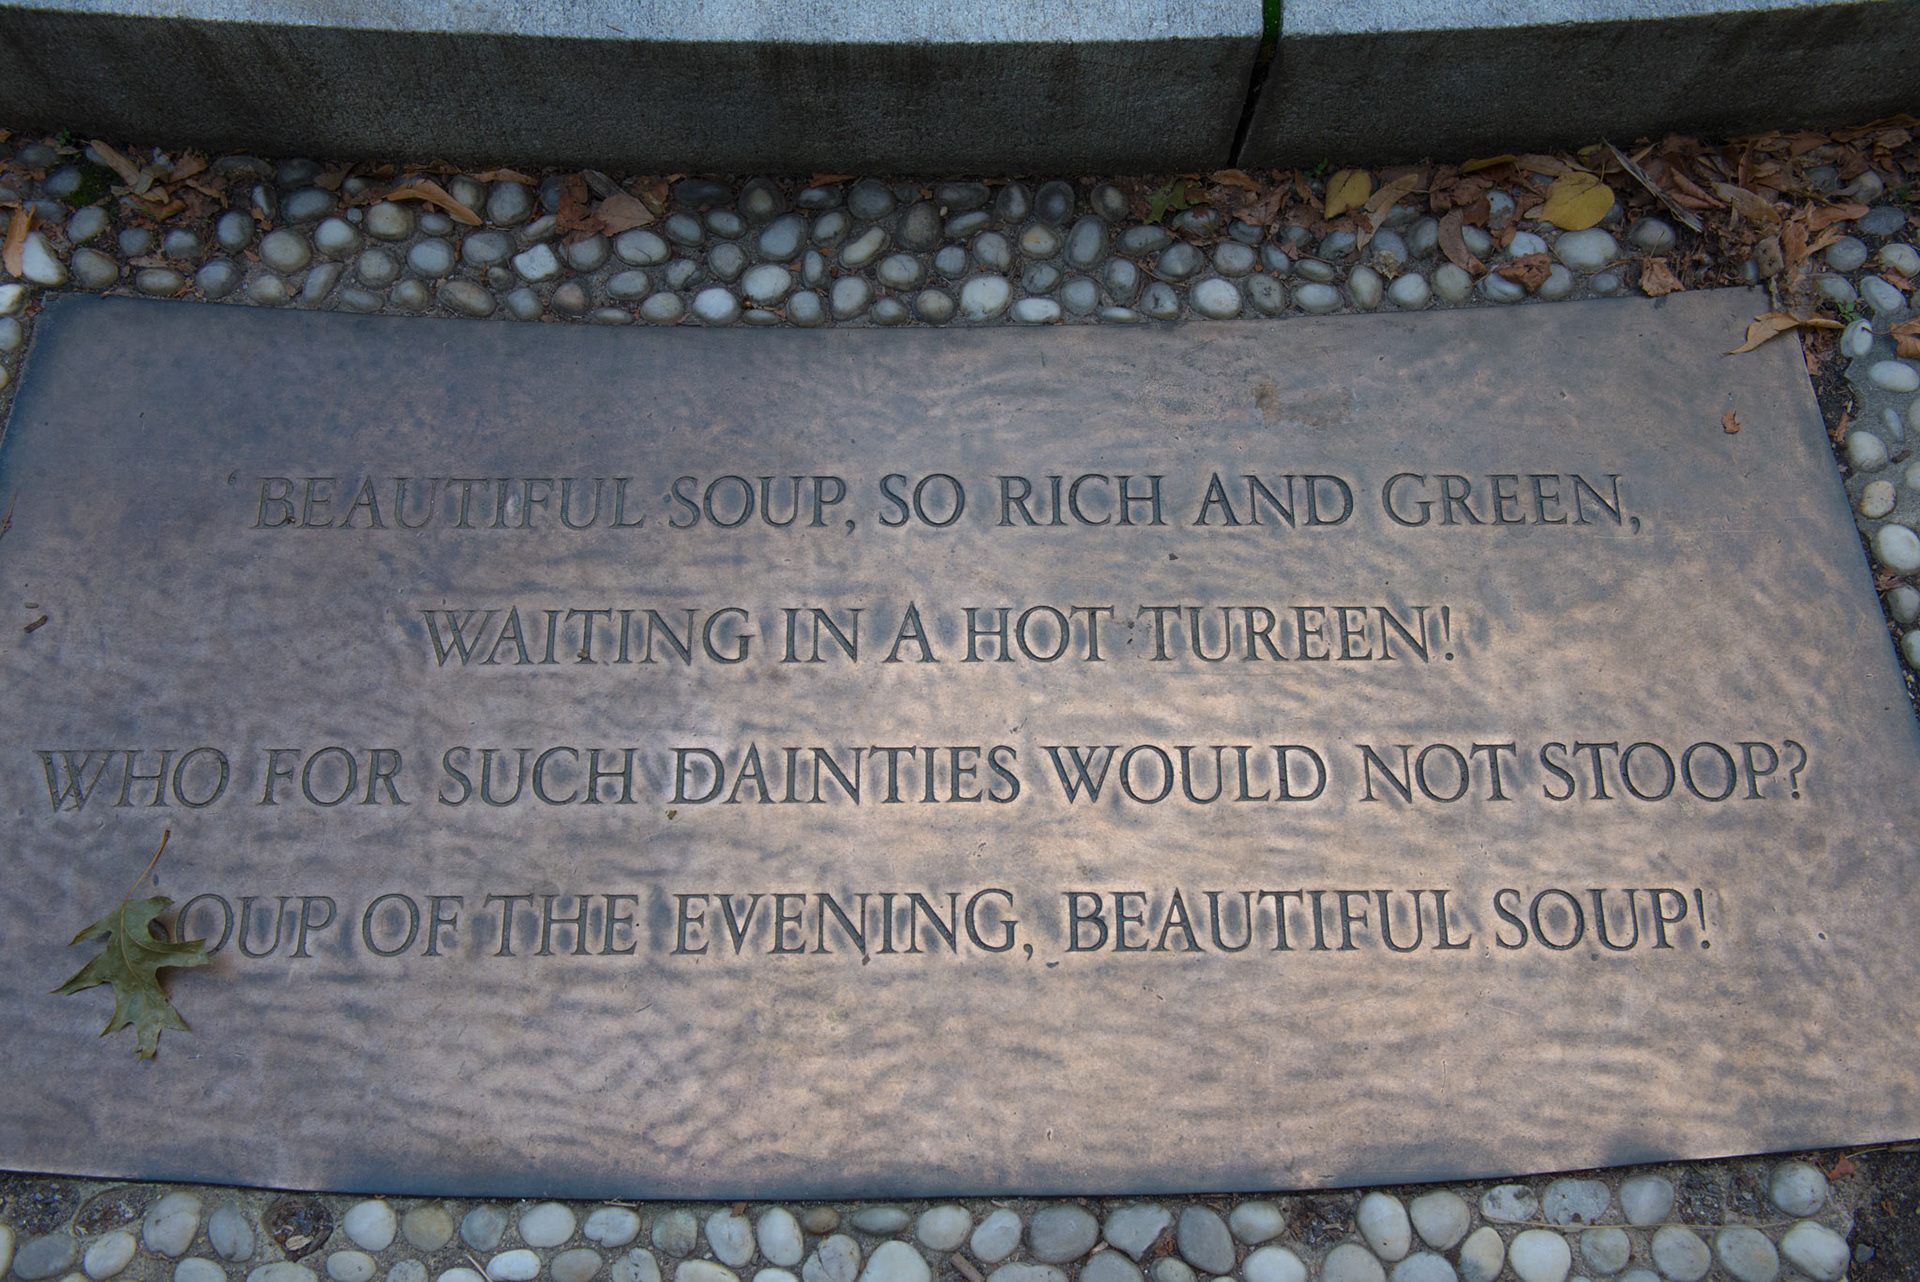 ‘BEAUTIFUL SOUP, SO RICH AND GREEN,
WAITING IN A HOT TUREEN!
WHO FOR SUCH DAINTIES WOULD NOT STOOP?
SOUP OF THE EVENING, BEAUTIFUL SOUP!